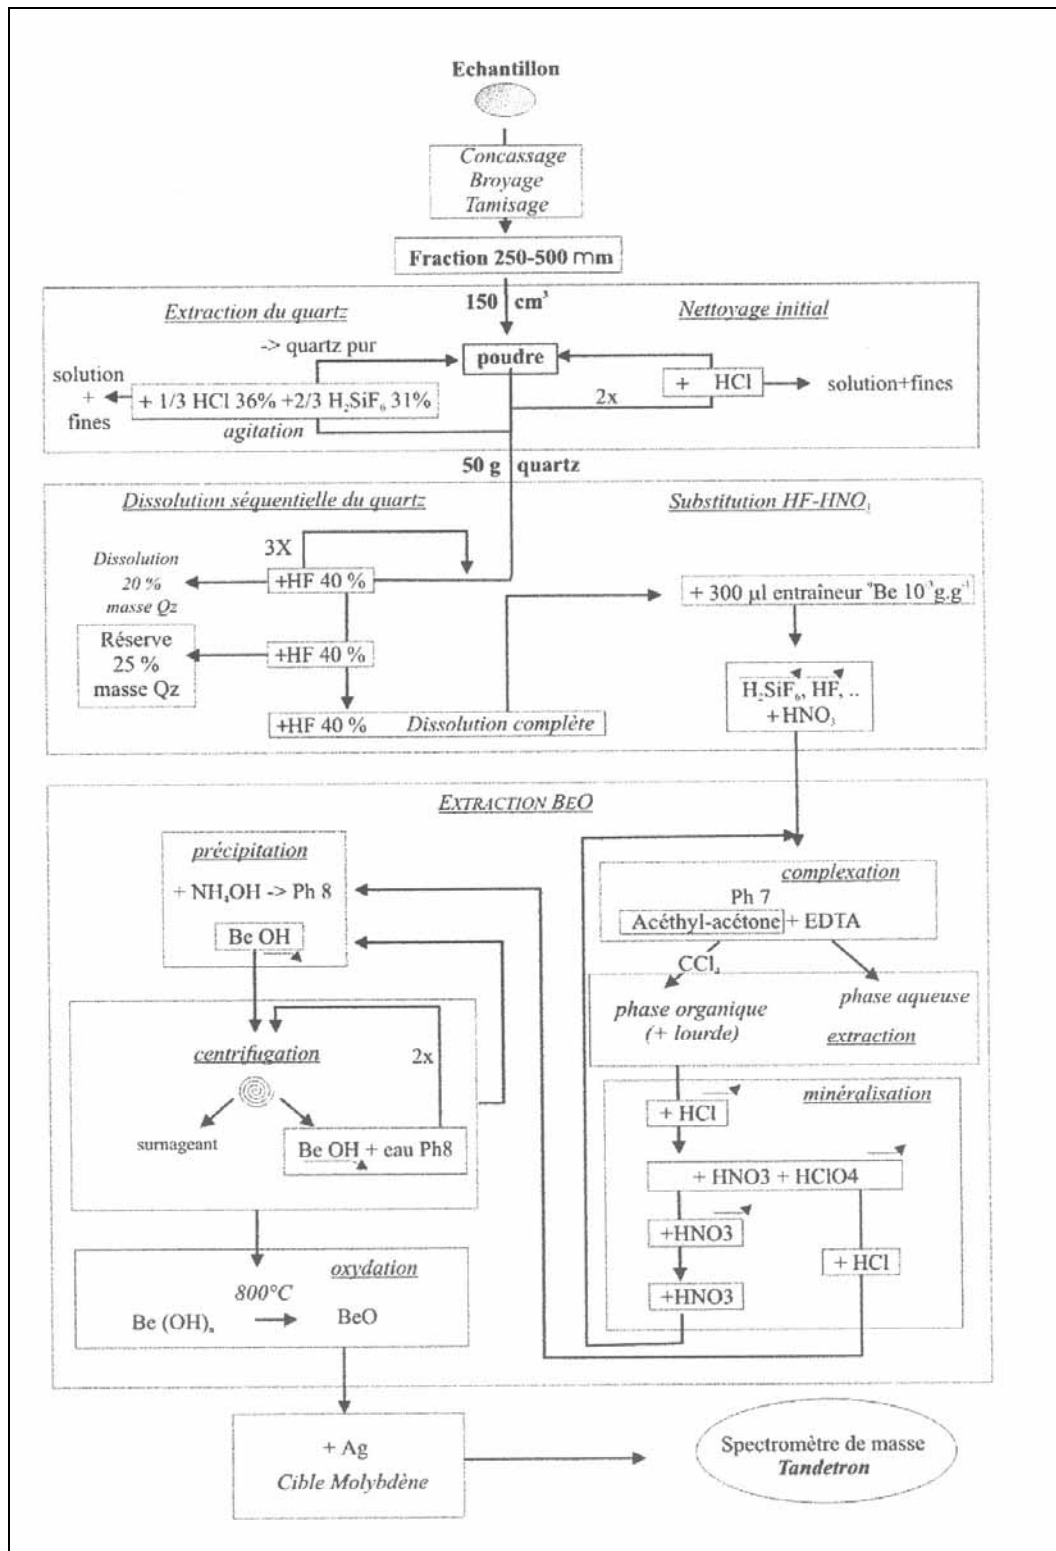 Echantillon
Concassage
Broyage
Tamisage
Fraction 250-500 mm
150 cm³
Extraction du quartz
Nettoyage initial
-> quartz pur
poudre
solution
+
fines
+ 1/3 HCl 36% +2/3 H₂SiF₆ 31%
agitation
+ HCl
2x
solution+fines
50 g quartz
Dissolution séquentielle du quartz
Substitution HF-HNO₃
3X
Dissolution
20 %
masse Qz
+HF 40 %
+ 300 µl entraîneur ⁹Be 10⁻³g.g⁻¹
Réserve
25 %
masse Qz
+HF 40 %
H₂SiF₆, HF, ..
+HNO₃
+HF 40 % Dissolution complète
EXTRACTION BEO
précipitation
+ NH₄OH -> Ph 8
Be OH
complexation
Ph 7
Acéthyl-acétone + EDTA
CCl₄
phase organique
(+ lourde)
phase aqueuse
extraction
centrifugation
2x
surnageant
Be OH + eau Ph8
minéralisation
+ HCl
+ HNO3 + HClO4
+HNO3
+ HCl
+HNO3
oxydation
800°C
Be (OH)ₙ
BeO
+ Ag
Cible Molybdène
Spectromètre de masse
Tandetron